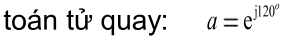 toán tử quay: a = e^{j120^o}